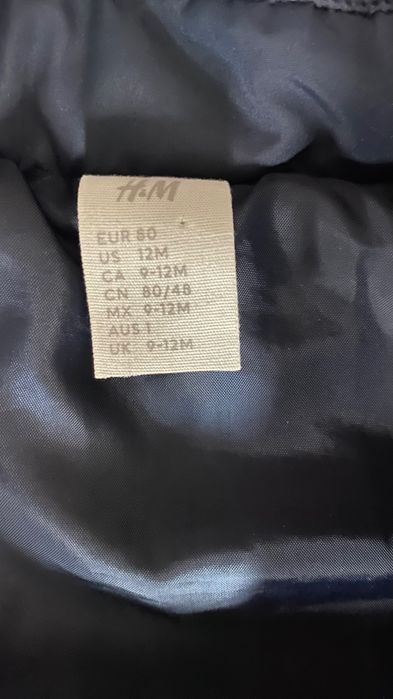 H&M
EUR 80
US 12M
CA 9-12M
CN 80/48
MX 9-12M
AUS 1
UK 9-12M